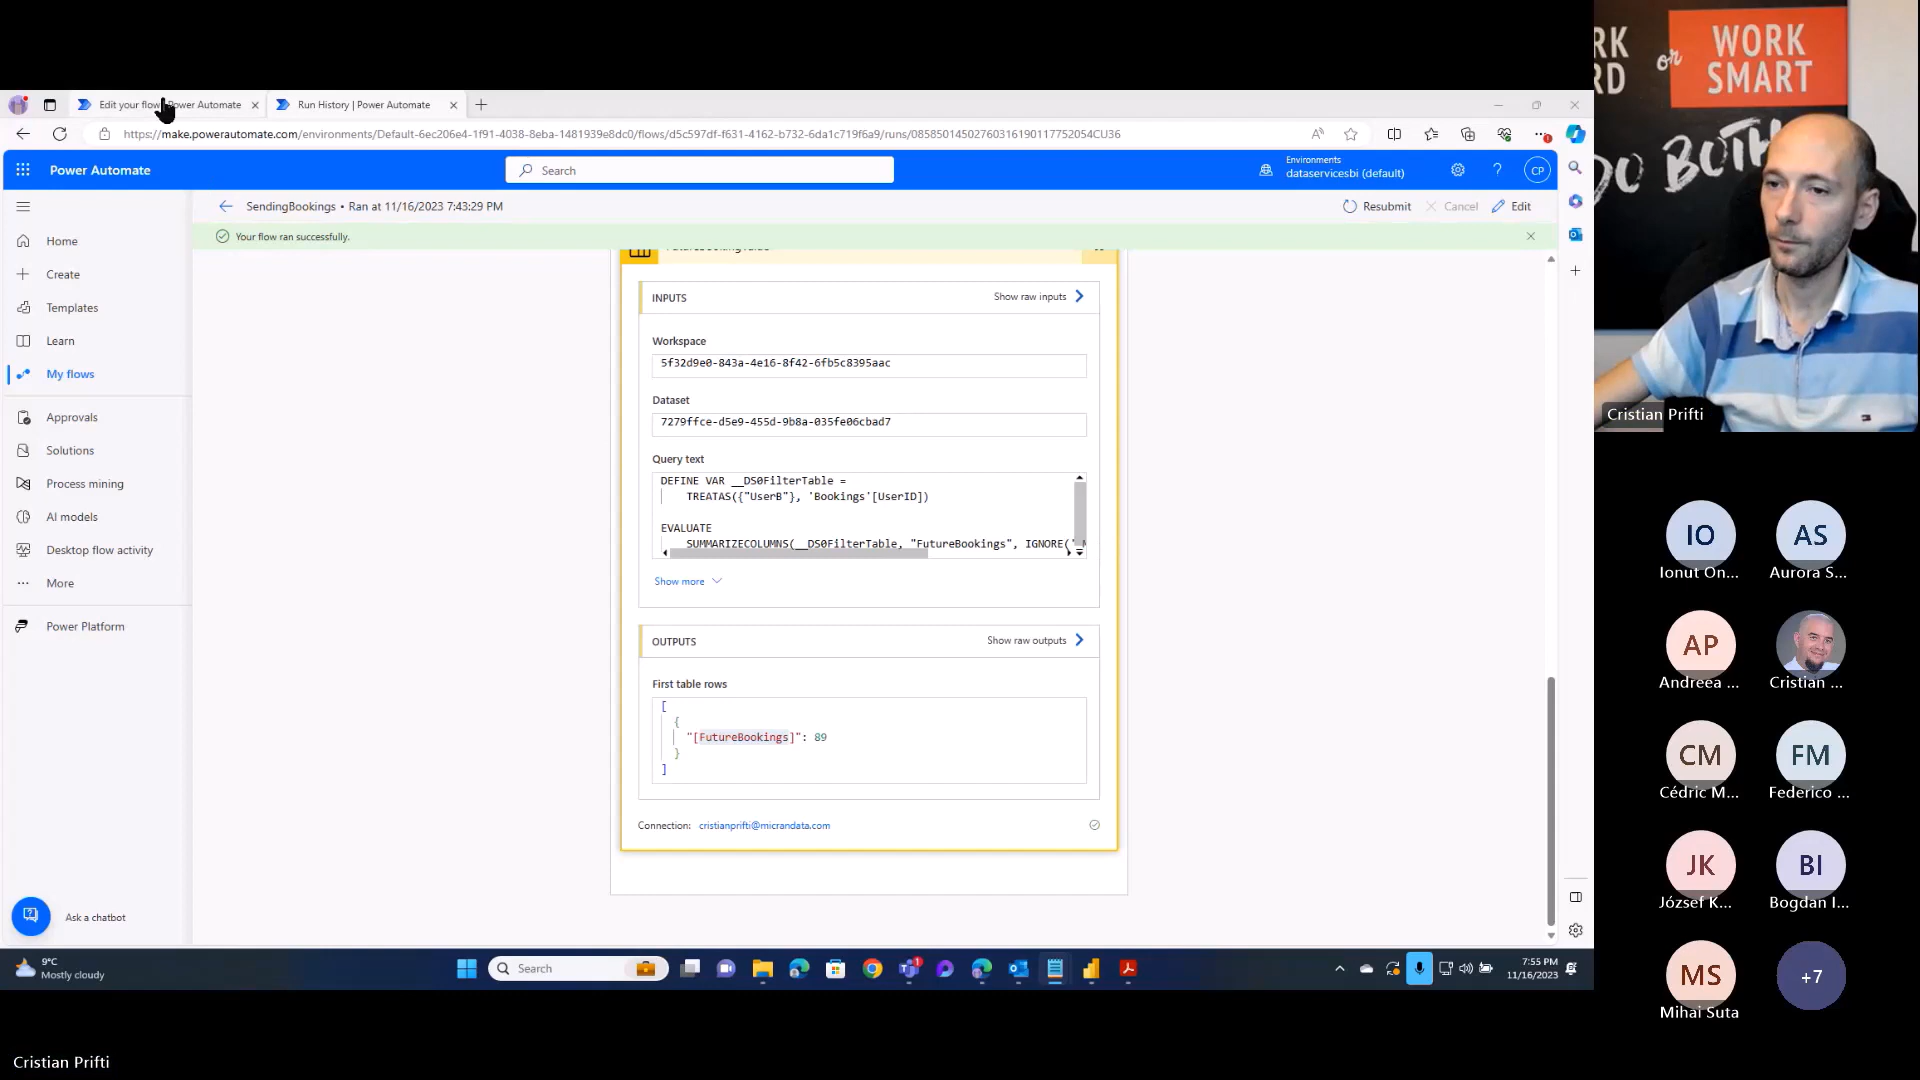 Edit your flow | Power Automate
Run History | Power Automate
https://make.powerautomate.com/environments/Default-6ec206e4-1f91-4038-8eba-1481939e8dc0/flows/d5c597df-f631-4162-b732-6da1c719f6a9/runs/08585014502760316190117752054CU36
Power Automate
Search
Environments
dataservicesbi (default)
CP
SendingBookings • Ran at 11/16/2023 7:43:29 PM
Resubmit
Cancel
Edit
Your flow ran successfully.
Home
Create
Templates
Learn
My flows
Approvals
Solutions
Process mining
AI models
Desktop flow activity
More
Power Platform
Ask a chatbot
INPUTS
Show raw inputs
Workspace
5f32d9e0-843a-4e16-8f42-6fb5c8395aac
Dataset
7279ffce-d5e9-455d-9b8a-035fe06cbad7
Query text
DEFINE VAR __DS0FilterTable =
TREATAS({"UserB"}, 'Bookings'[UserID])
EVALUATE
SUMMARIZECOLUMNS(__DS0FilterTable, "FutureBookings", IGNORE('
Show more
OUTPUTS
Show raw outputs
First table rows
[
{
"[FutureBookings]": 89
}
]
Connection: cristianprifti@micrandata.com
9°C
Mostly cloudy
Search
7:55 PM
11/16/2023
RK
RD
or
WORK
SMART
DO BOTH
Cristian Prifti
IO
Ionut On...
AS
Aurora S...
AP
Andreea ...
Cristian ...
CM
Cédric M...
FM
Federico ...
JK
József K...
BI
Bogdan I...
MS
Mihai Suta
+7
Cristian Prifti